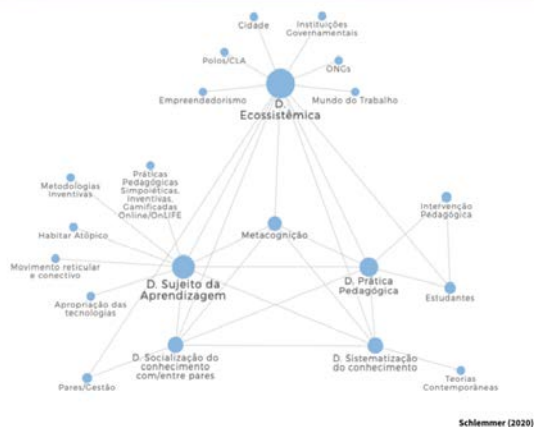 Cidade
Instituições
Governamentais
Polos/CLA
ONGs
Empreendedorismo
Mundo do Trabalho
D.
Ecossistêmica
Práticas
Pedagógicas
Simpoiéticas,
Inventivas,
Gamificadas
Online/OnLIFE
Metodologias
Inventivas
Intervenção
Pedagógica
Habitar Atópico
Metacognição
Movimento reticular
e conectivo
D. Sujeito da
Aprendizagem
D. Prática
Pedagógica
Estudantes
Apropriação das
tecnologias
D. Socialização do
conhecimento
com/entre pares
D. Sistematização
do conhecimento
Pares/Gestão
Teorias
Contemporâneas
Schlemmer (2020)